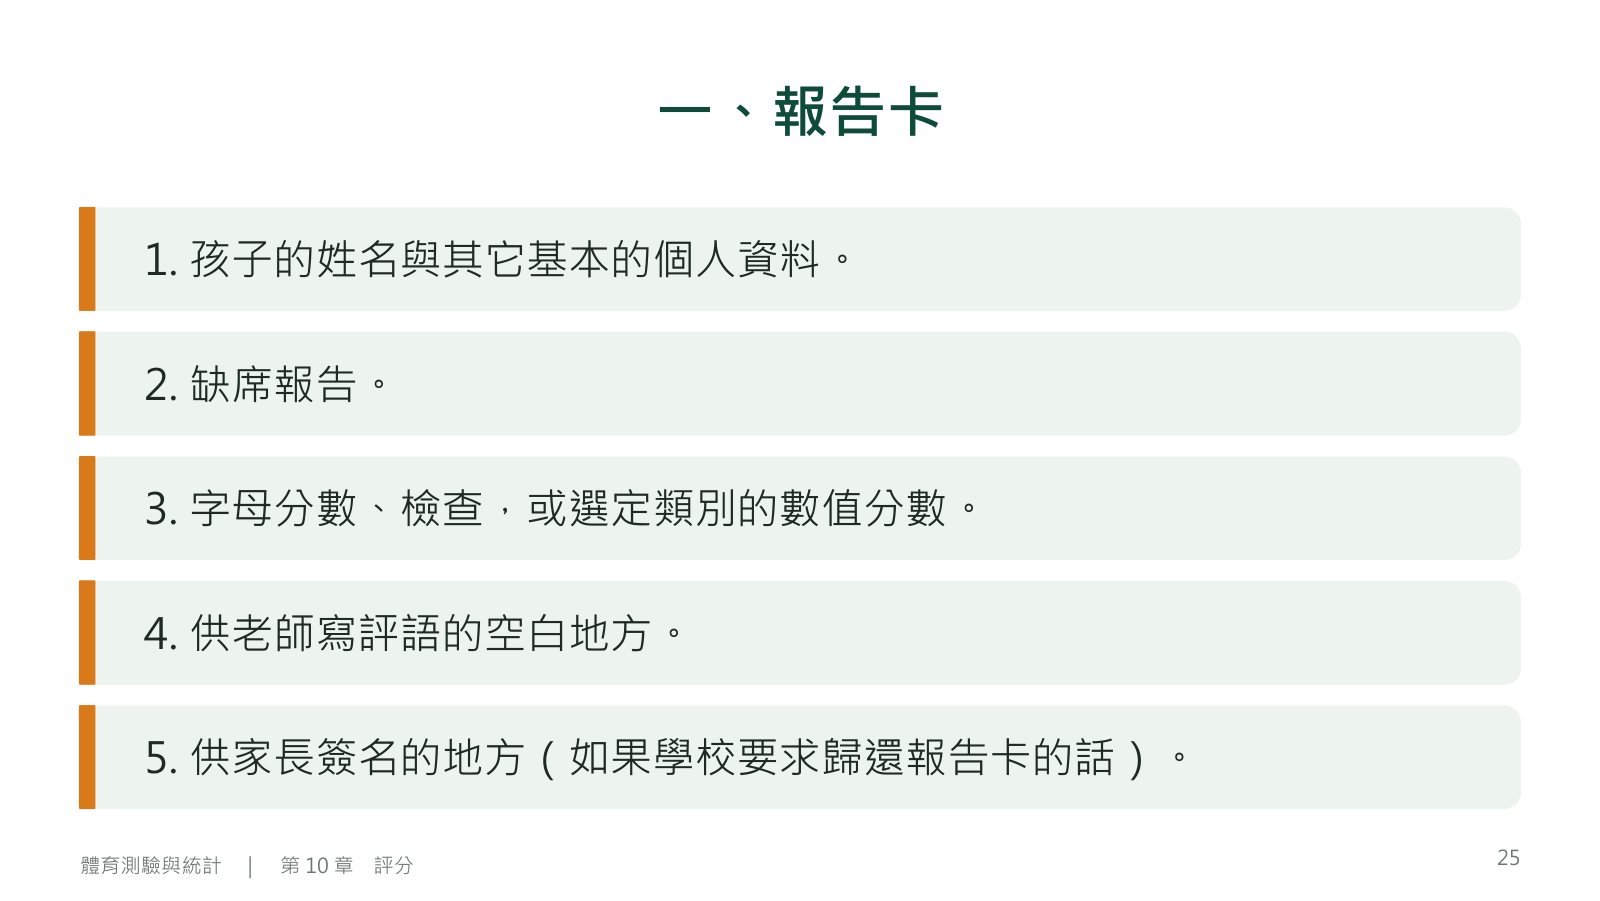 一、報告卡
1. 孩子的姓名與其它基本的個人資料。
2. 缺席報告。
3. 字母分數、檢查，或選定類別的數值分數。
4. 供老師寫評語的空白地方。
5. 供家長簽名的地方（如果學校要求歸還報告卡的話）。
體育測驗與統計 | 第 10 章 評分
25